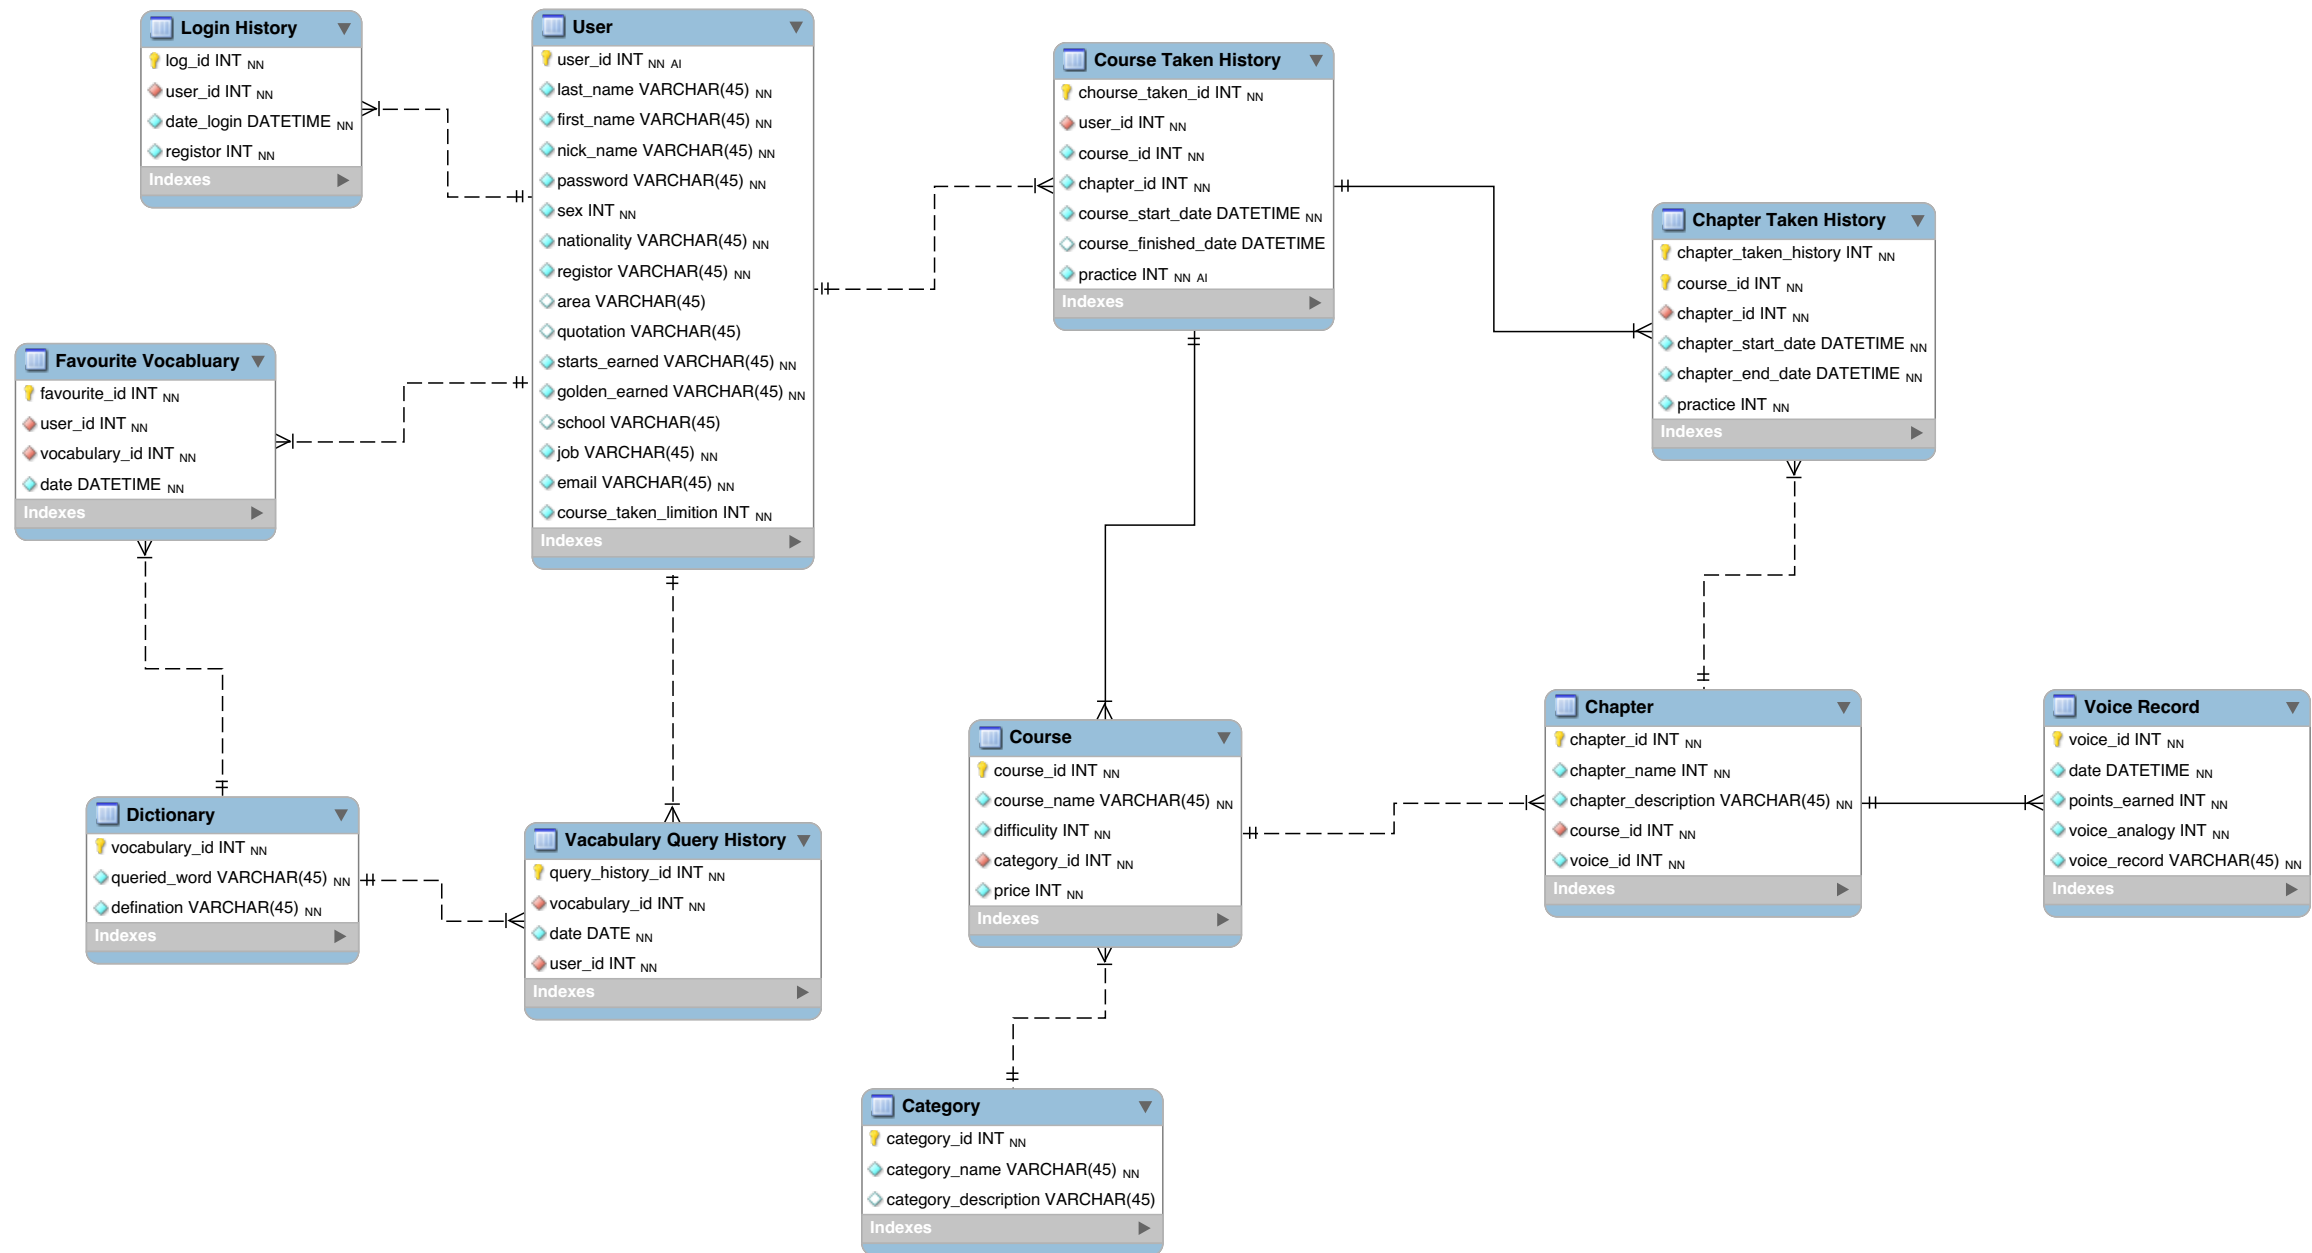 Login History
log_id INT NN
user_id INT NN
date_login DATETIME NN
registor INT NN
Indexes
User
user_id INT NN AI
last_name VARCHAR(45) NN
first_name VARCHAR(45) NN
nick_name VARCHAR(45) NN
password VARCHAR(45) NN
sex INT NN
nationality VARCHAR(45) NN
registor VARCHAR(45) NN
area VARCHAR(45)
quotation VARCHAR(45)
starts_earned VARCHAR(45) NN
golden_earned VARCHAR(45) NN
school VARCHAR(45)
job VARCHAR(45) NN
email VARCHAR(45) NN
course_taken_limition INT NN
Indexes
Course Taken History
chourse_taken_id INT NN
user_id INT NN
course_id INT NN
chapter_id INT NN
course_start_date DATETIME NN
course_finished_date DATETIME
practice INT NN AI
Indexes
Chapter Taken History
chapter_taken_history INT NN
course_id INT NN
chapter_id INT NN
chapter_start_date DATETIME NN
chapter_end_date DATETIME NN
practice INT NN
Indexes
Favourite Vocabluary
favourite_id INT NN
user_id INT NN
vocabulary_id INT NN
date DATETIME NN
Indexes
Dictionary
vocabulary_id INT NN
queried_word VARCHAR(45) NN
defination VARCHAR(45) NN
Indexes
Vacabulary Query History
query_history_id INT NN
vocabulary_id INT NN
date DATE NN
user_id INT NN
Indexes
Course
course_id INT NN
course_name VARCHAR(45) NN
difficulity INT NN
category_id INT NN
price INT NN
Indexes
Chapter
chapter_id INT NN
chapter_name INT NN
chapter_description VARCHAR(45) NN
course_id INT NN
voice_id INT NN
Indexes
Voice Record
voice_id INT NN
date DATETIME NN
points_earned INT NN
voice_analogy INT NN
voice_record VARCHAR(45) NN
Indexes
Category
category_id INT NN
category_name VARCHAR(45) NN
category_description VARCHAR(45)
Indexes